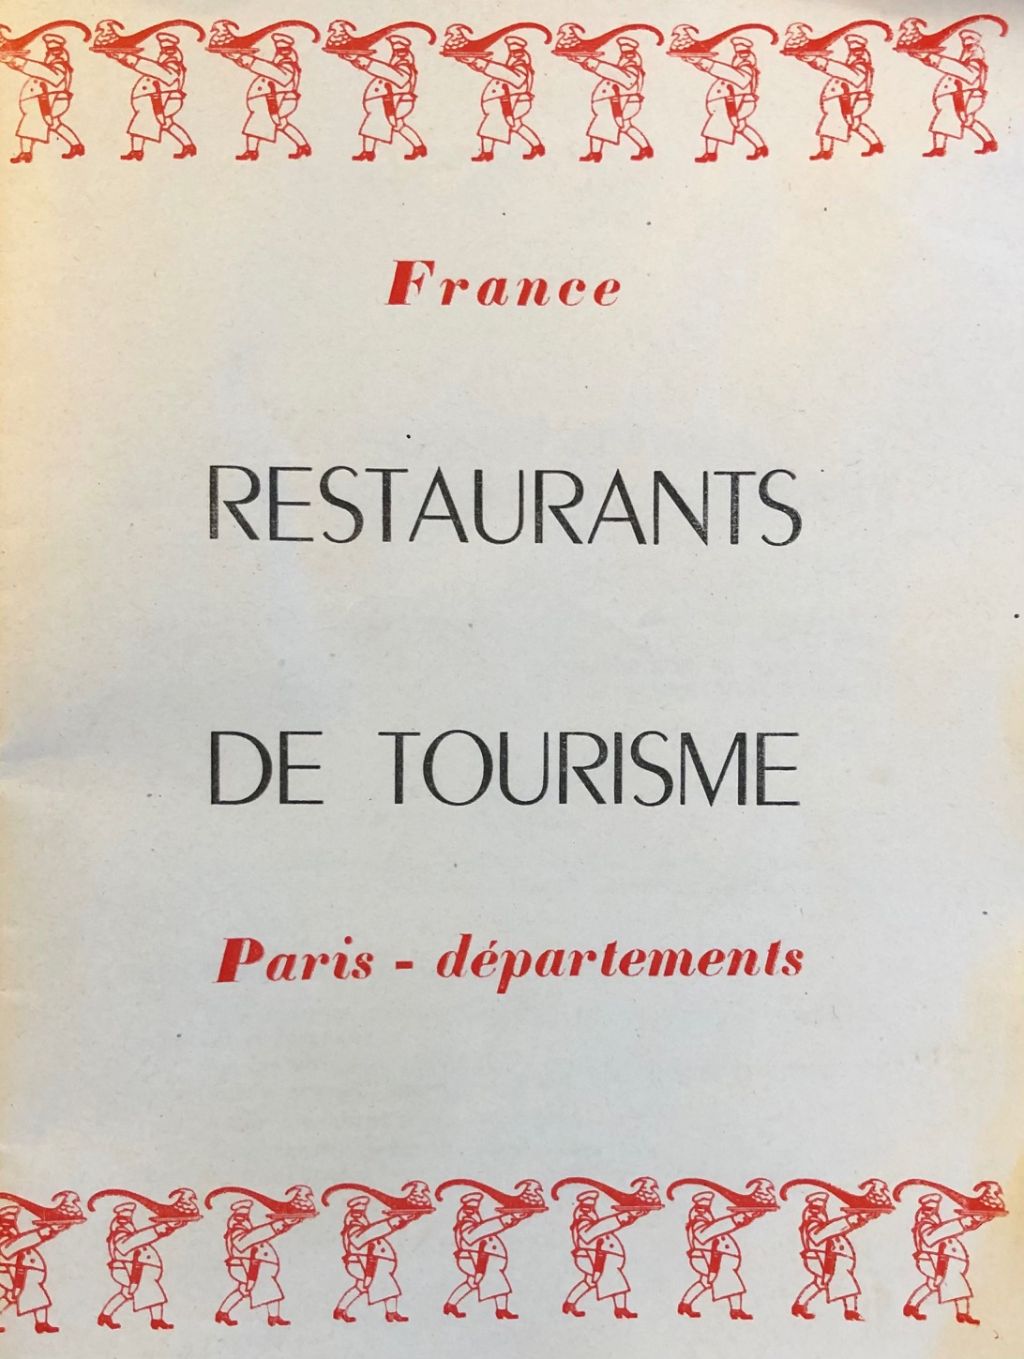 France
RESTAURANTS
DE TOURISME
Paris - départements